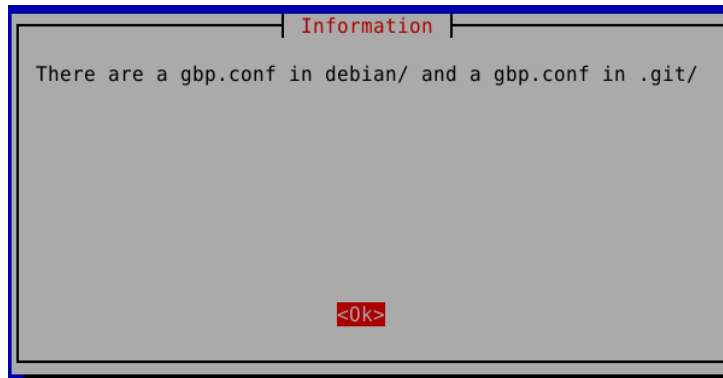 Information
There are a gbp.conf in debian/ and a gbp.conf in .git/
<Ok>